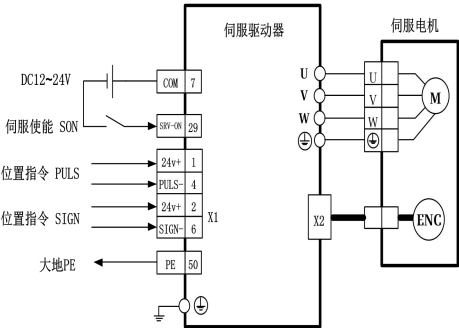 伺服驱动器
伺服电机
DC12~24V
COM 7
伺服使能 SON
SRV-ON 29
位置指令 PULS
24v+ 1
PULS- 4
位置指令 SIGN
24v+ 2
SIGN- 6
X1
大地PE
PE 50
U
V
W
U
V
W
M
X2
ENC